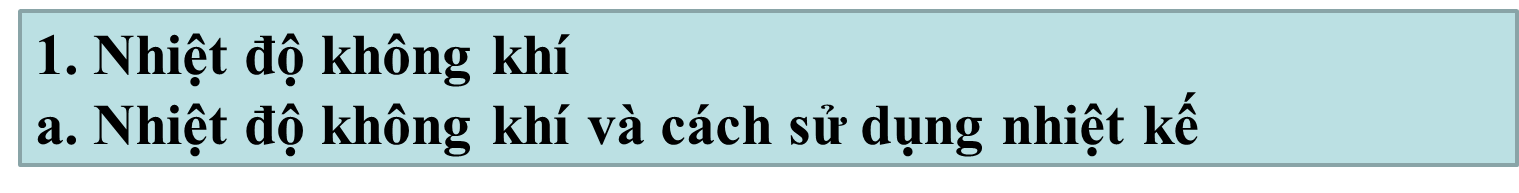 1. Nhiệt độ không khí
a. Nhiệt độ không khí và cách sử dụng nhiệt kế